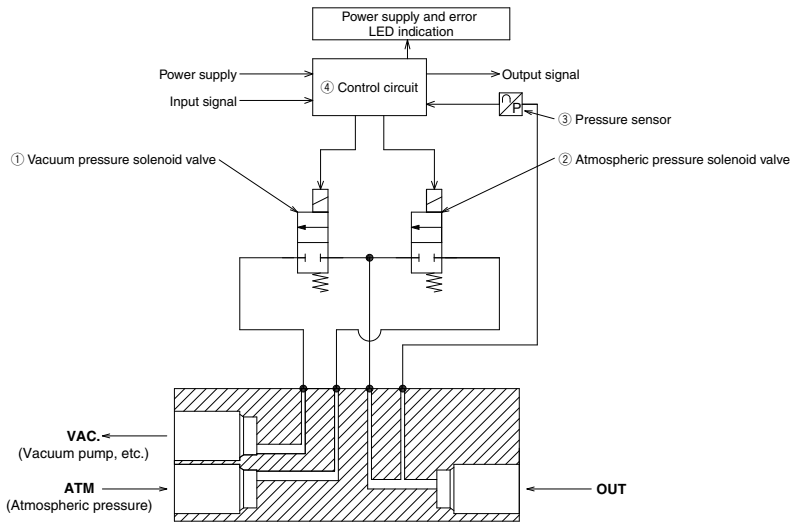 Power supply and error
LED indication
Power supply
④ Control circuit
Output signal
Input signal
P
③ Pressure sensor
① Vacuum pressure solenoid valve
② Atmospheric pressure solenoid valve
VAC.
(Vacuum pump, etc.)
ATM
(Atmospheric pressure)
OUT